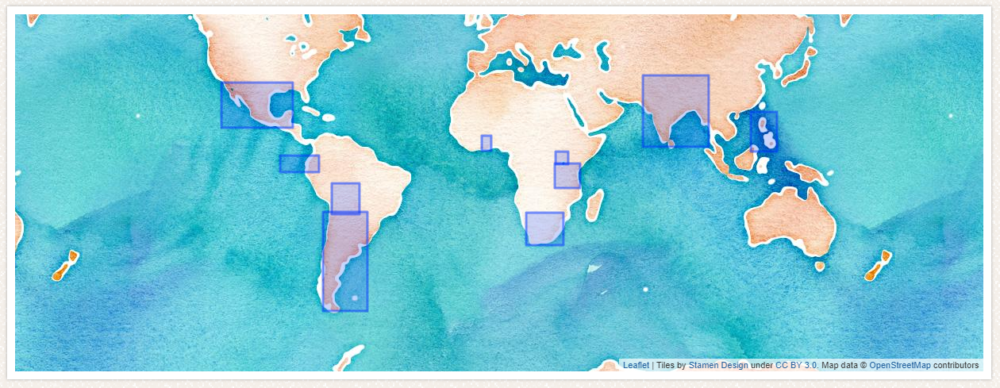 Leaflet | Tiles by Stamen Design under CC BY 3.0. Map data © OpenStreetMap contributors